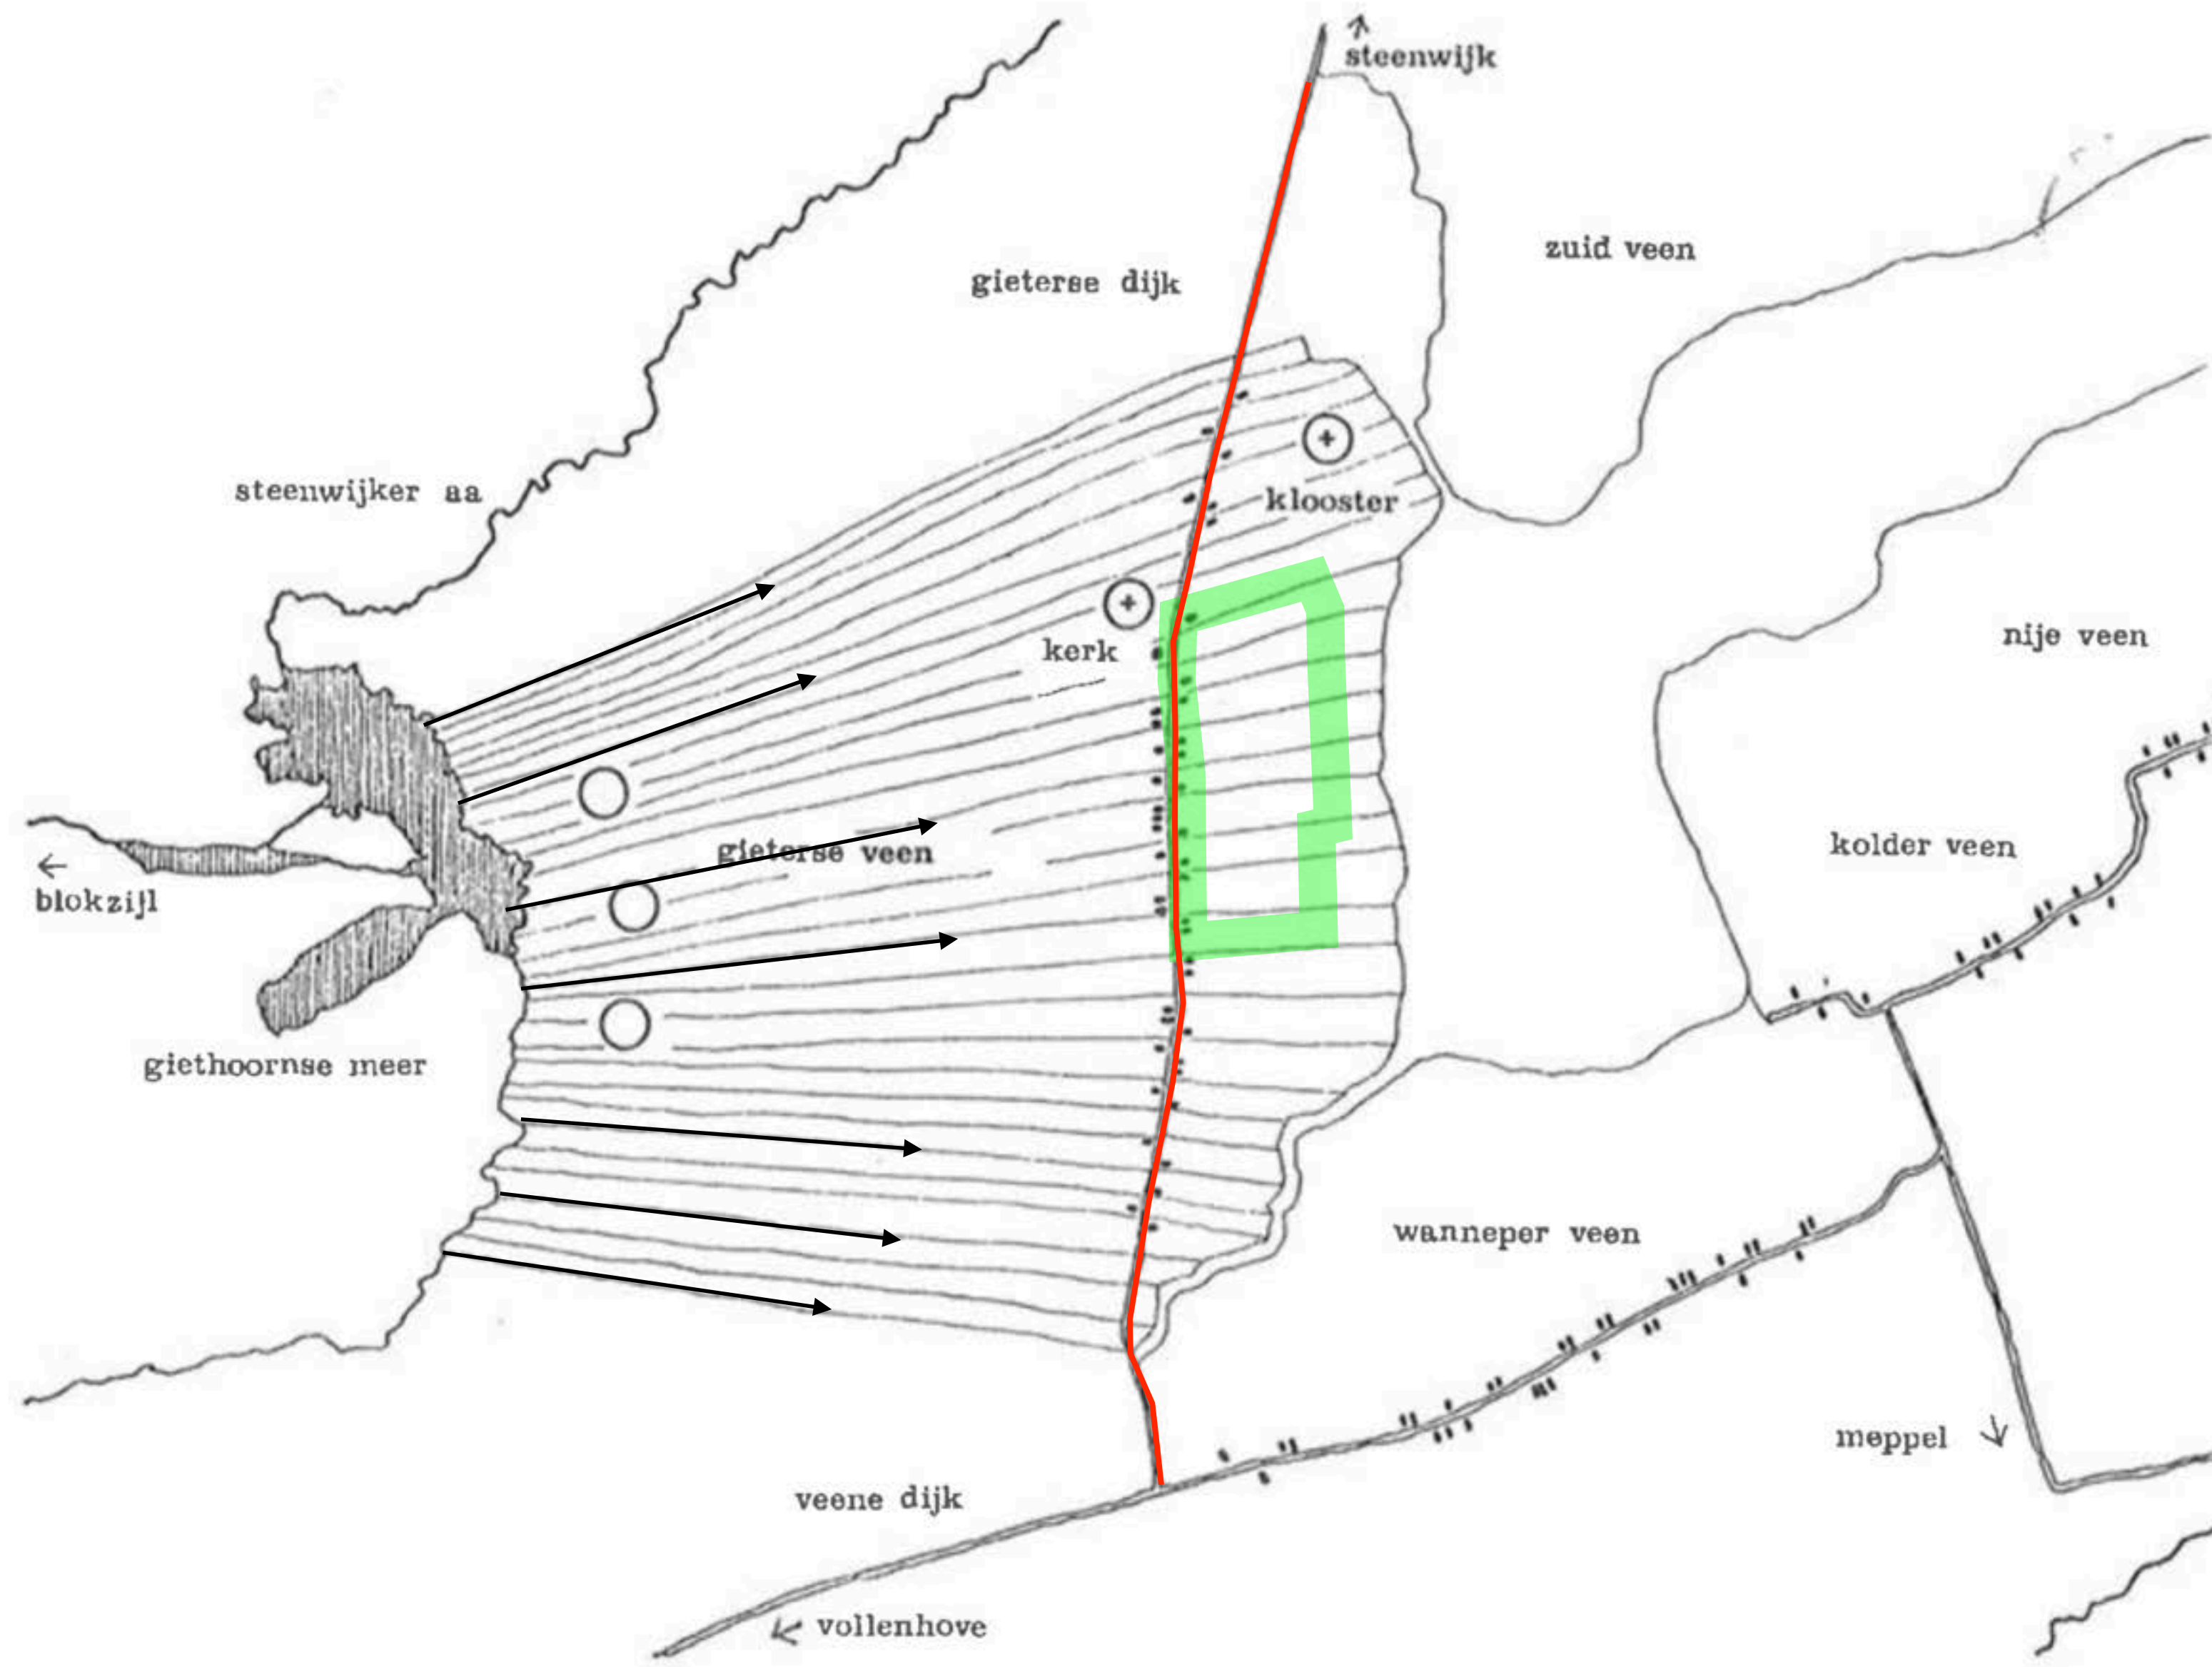 steenwijk
zuid veen
gieterse dijk
steenwijker aa
klooster
nije veen
kerk
kolder veen
gieterse veen
blokzijl
giethoornse meer
wanneper veen
meppel
veene dijk
vollenhove